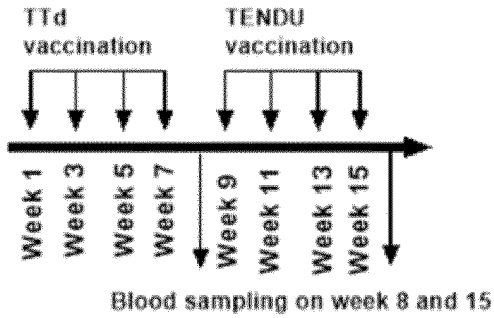 TTd
vaccination
TENDU
vaccination
Week 1
Week 3
Week 5
Week 7
Week 9
Week 11
Week 13
Week 15
Blood sampling on week 8 and 15